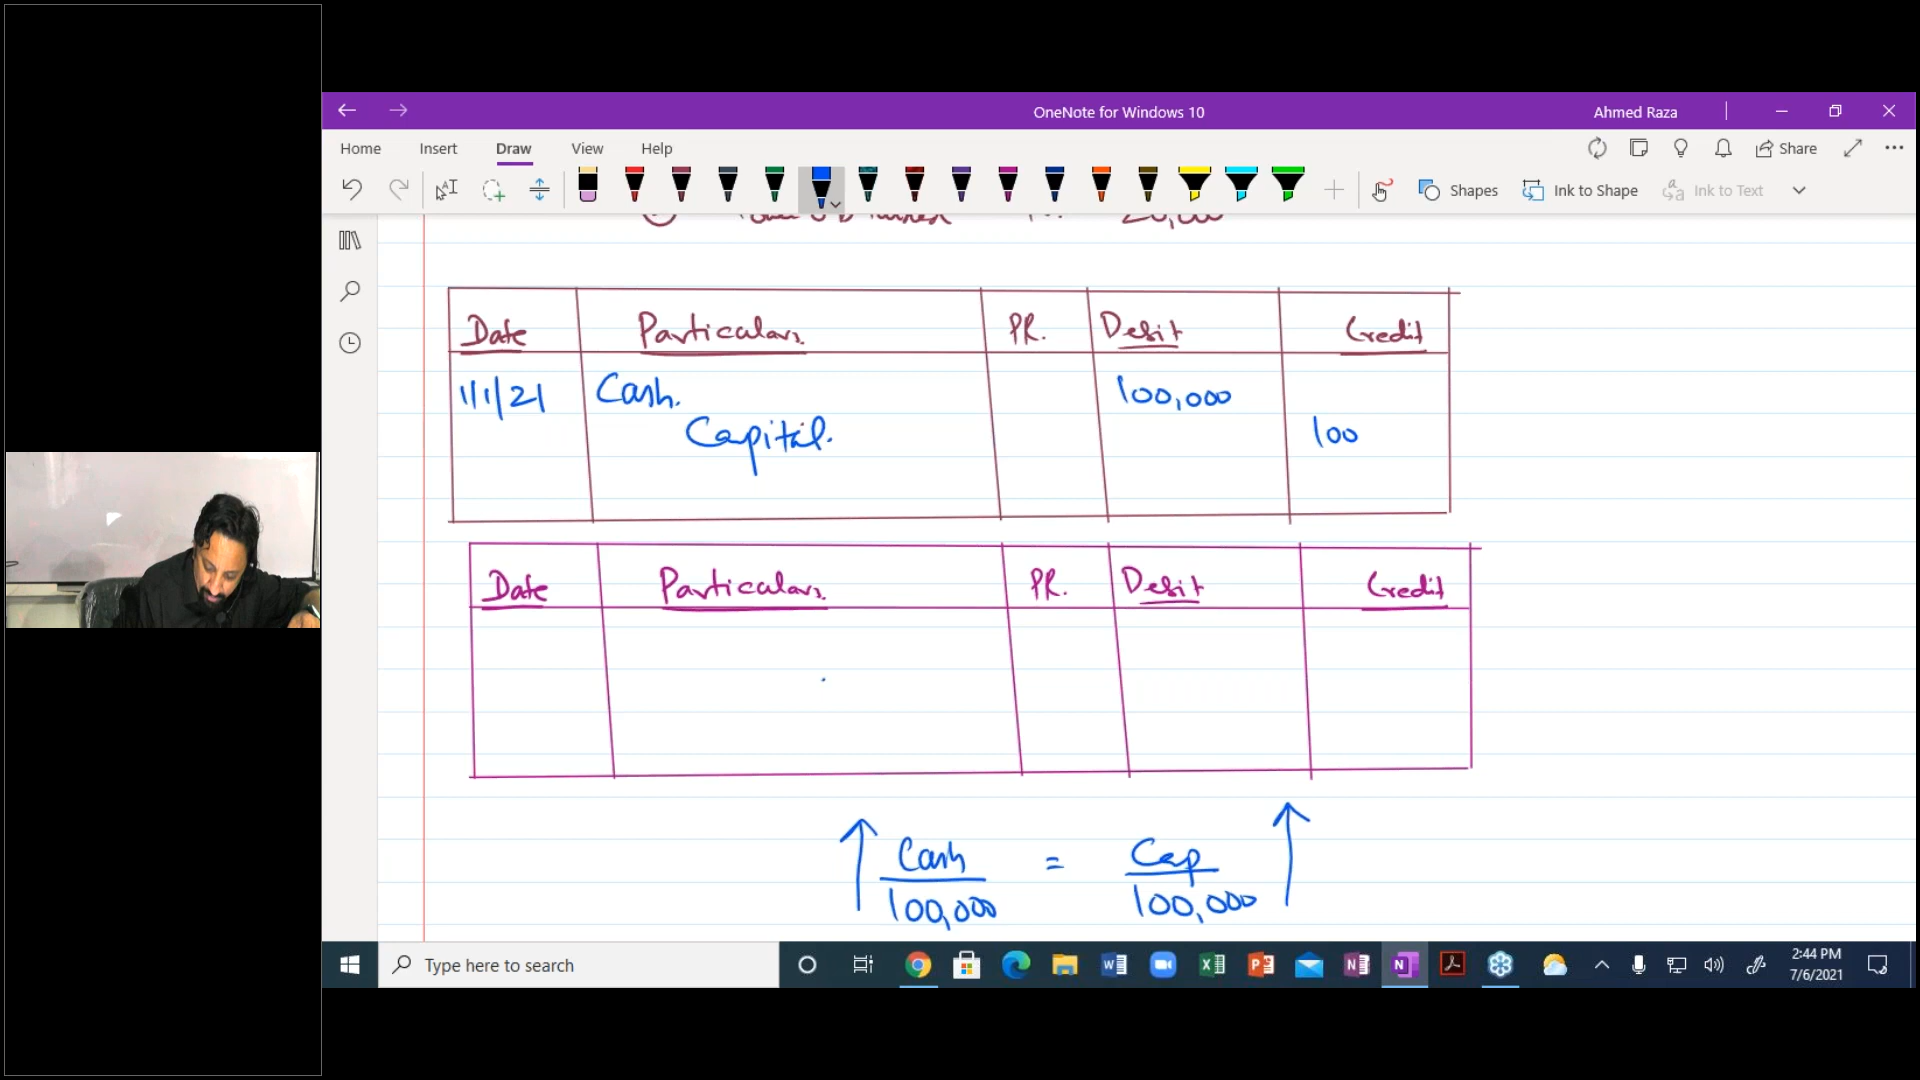 OneNote for Windows 10
Ahmed Raza
Home Insert Draw View Help
Share
Shapes Ink to Shape Ink to Text
20,000
Date Particulars. PR. Debit Credit
1/1/21 Cash. 100,000
Capital. 100
Date Particulars. PR. Debit Credit
Cash = Cap
100,000 100,000
Type here to search
2:44 PM
7/6/2021